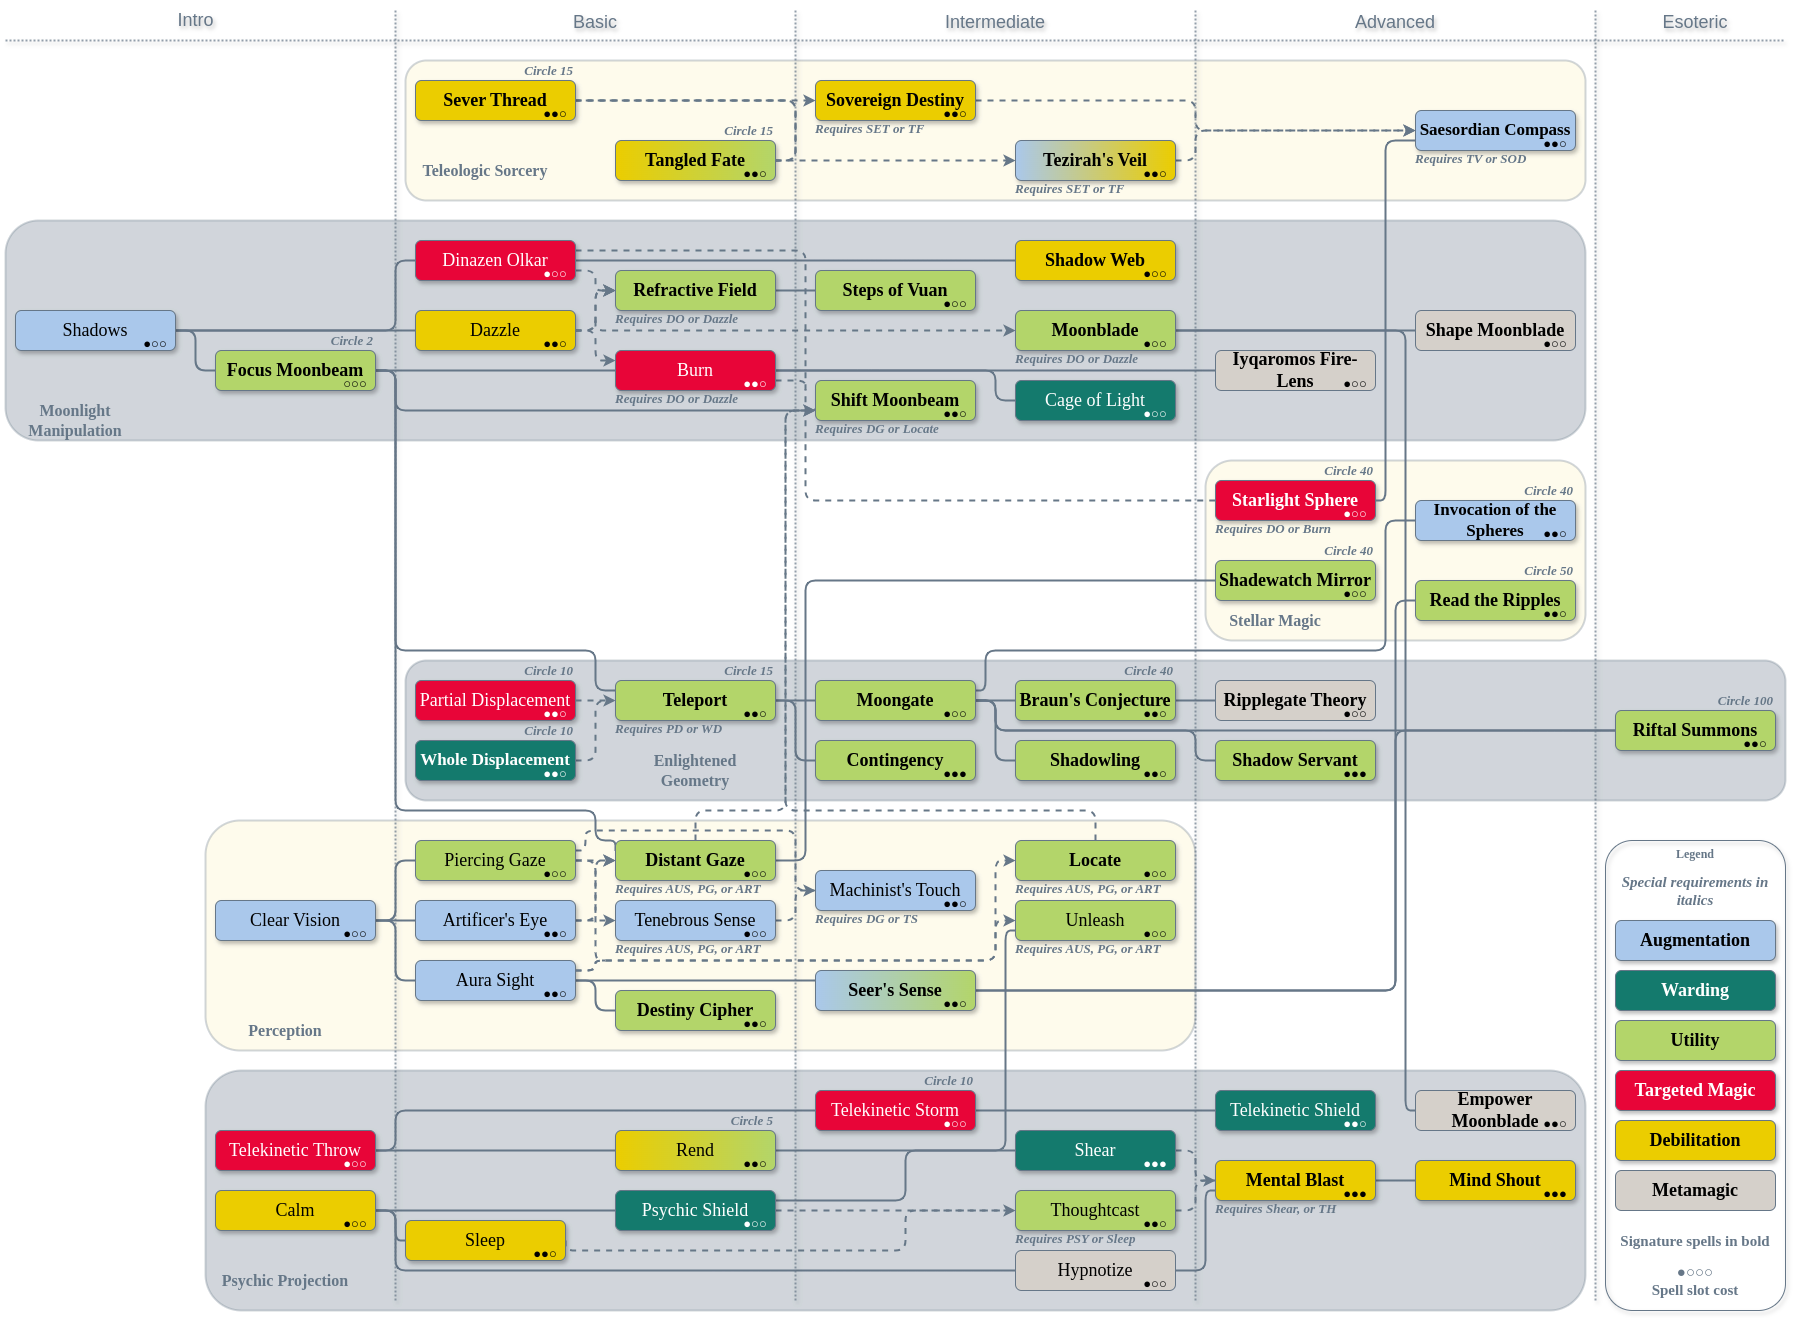 Intro
Basic
Intermediate
Advanced
Esoteric
Circle 15
Sever Thread
Sovereign Destiny
Requires SET or TF
Circle 15
Tangled Fate
Tezirah's Veil
Requires SET or TF
Saesordian Compass
Requires TV or SOD
Teleologic Sorcery
Dinazen Olkar
Shadow Web
Refractive Field
Requires DO or Dazzle
Steps of Vuan
Shadows
Dazzle
Moonblade
Requires DO or Dazzle
Shape Moonblade
Circle 2
Focus Moonbeam
Burn
Requires DO or Dazzle
Iyqaromos Fire-
Lens
Shift Moonbeam
Requires DG or Locate
Cage of Light
Moonlight
Manipulation
Circle 40
Starlight Sphere
Requires DO or Burn
Circle 40
Invocation of the
Spheres
Circle 40
Shadewatch Mirror
Circle 50
Read the Ripples
Stellar Magic
Circle 10
Partial Displacement
Circle 15
Teleport
Requires PD or WD
Moongate
Circle 40
Braun's Conjecture
Ripplegate Theory
Circle 100
Riftal Summons
Circle 10
Whole Displacement
Enlightened
Geometry
Contingency
Shadowling
Shadow Servant
Piercing Gaze
Distant Gaze
Requires AUS, PG, or ART
Locate
Requires AUS, PG, or ART
Machinist's Touch
Requires DG or TS
Clear Vision
Artificer's Eye
Tenebrous Sense
Requires AUS, PG, or ART
Unleash
Requires AUS, PG, or ART
Aura Sight
Seer's Sense
Destiny Cipher
Perception
Circle 10
Telekinetic Storm
Telekinetic Shield
Empower
Moonblade
Telekinetic Throw
Circle 5
Rend
Shear
Mental Blast
Requires Shear, or TH
Mind Shout
Calm
Psychic Shield
Thoughtcast
Requires PSY or Sleep
Sleep
Hypnotize
Psychic Projection
Legend
Special requirements in
italics
Augmentation
Warding
Utility
Targeted Magic
Debilitation
Metamagic
Signature spells in bold
Spell slot cost